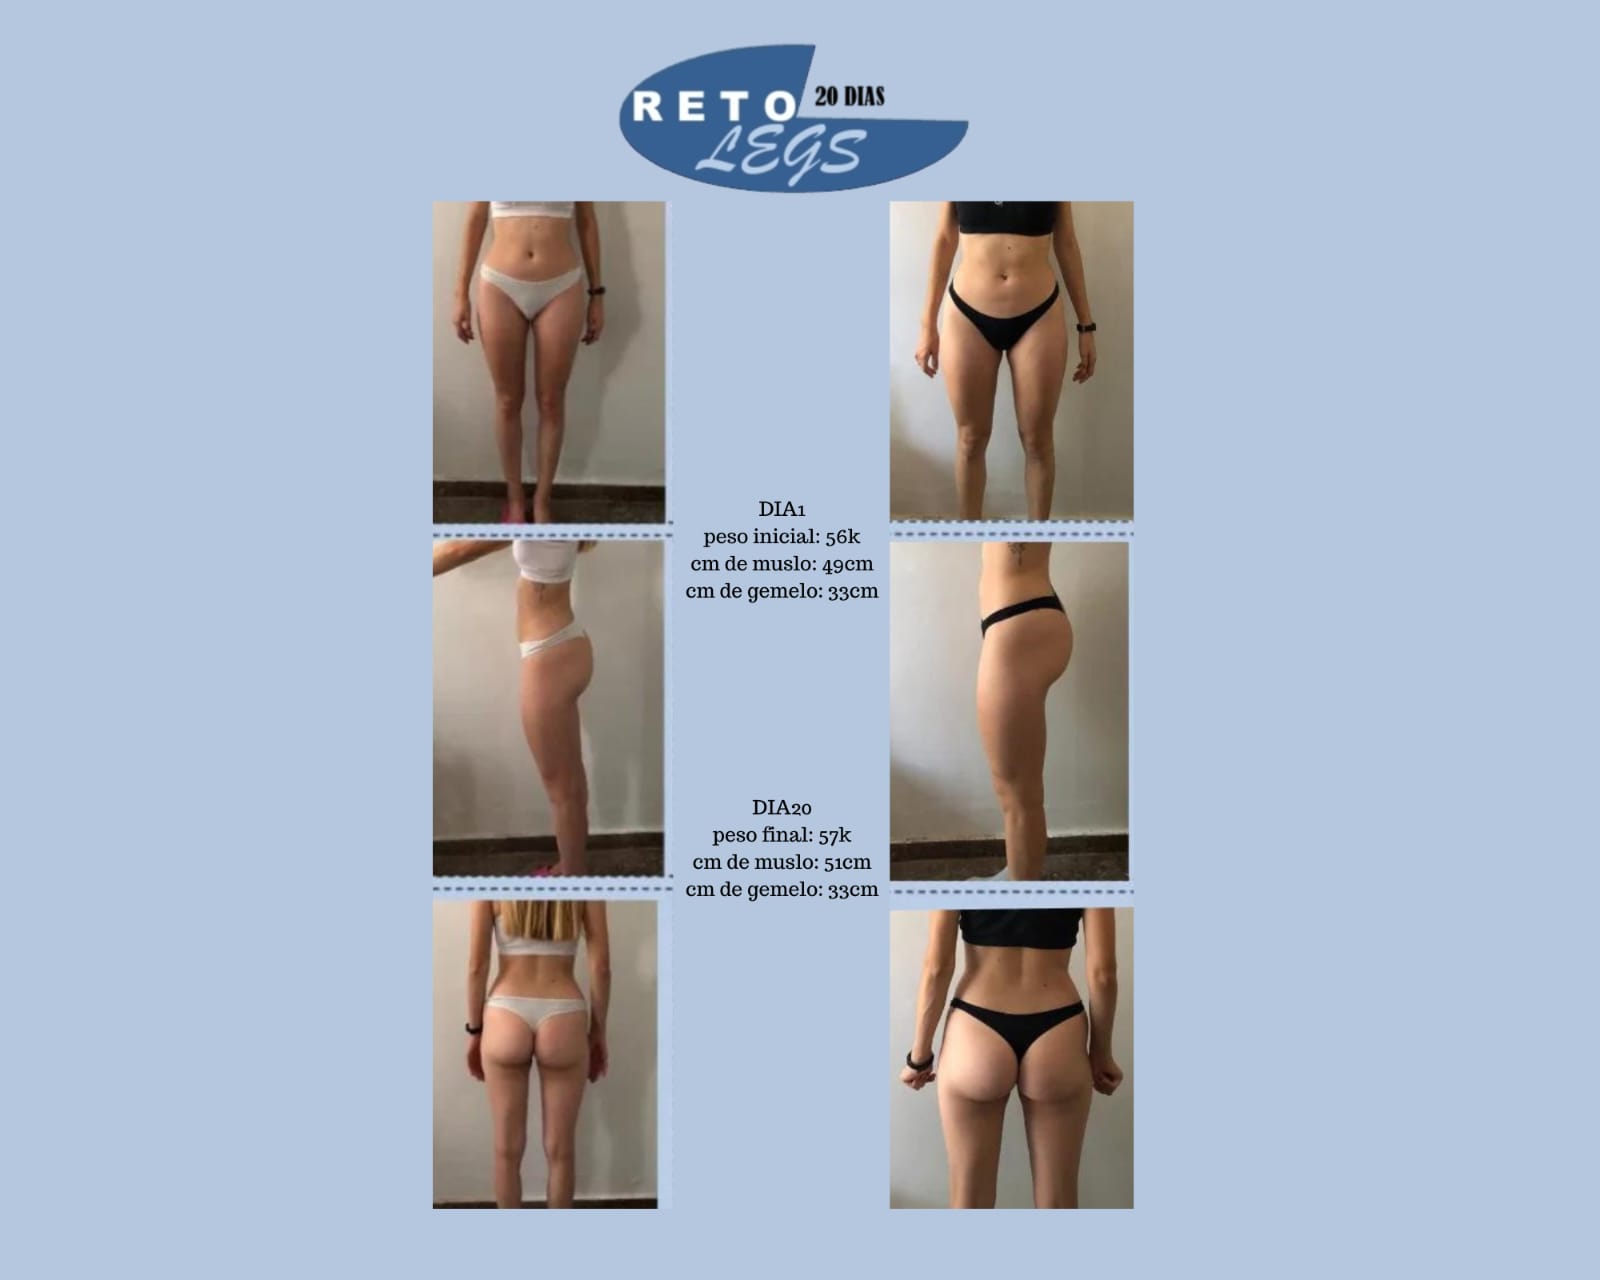 RETO 20 DIAS
LEGS
DIA1
peso inicial: 56k
cm de muslo: 49cm
cm de gemelo: 33cm
DIA20
peso final: 57k
cm de muslo: 51cm
cm de gemelo: 33cm